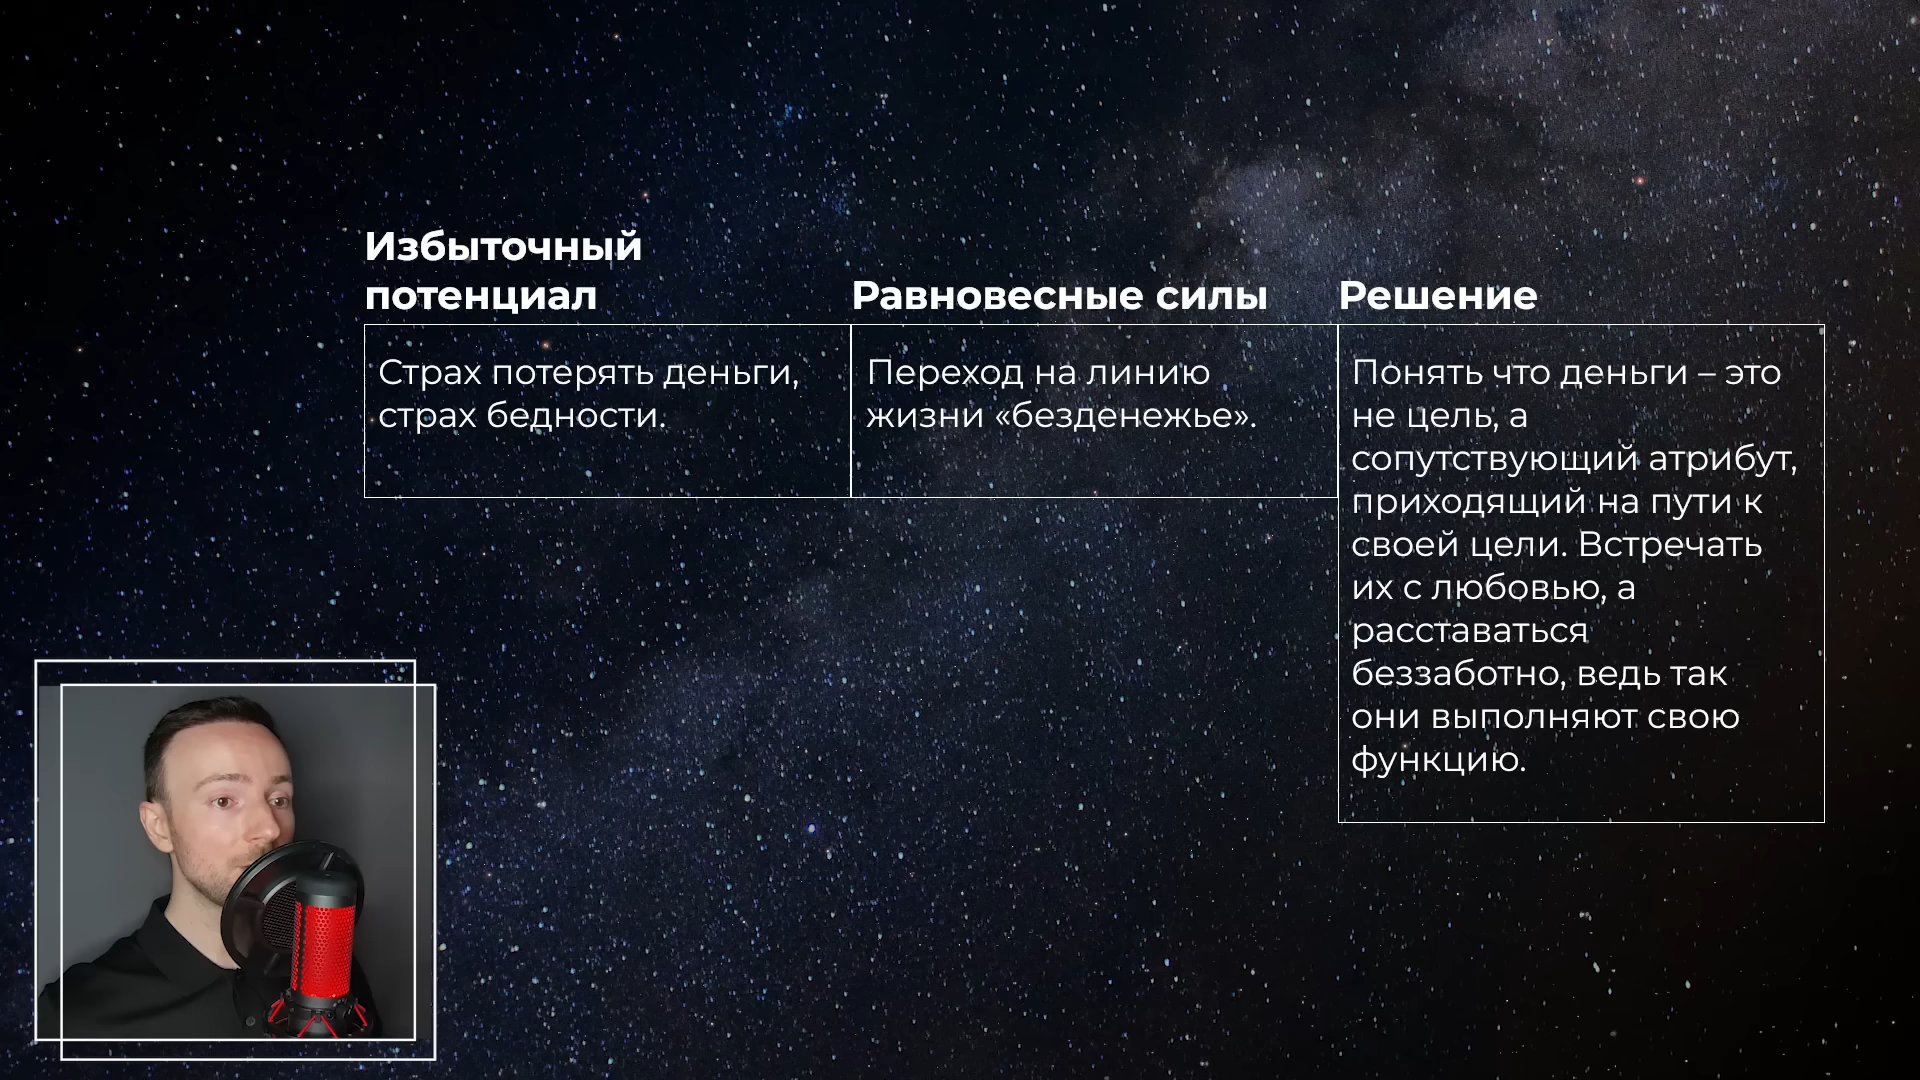 Избыточный
потенциал
Равновесные силы
Решение
Страх потерять деньги,
страх бедности.
Переход на линию
жизни «безденежье».
Понять что деньги – это
не цель, а
сопутствующий атрибут,
приходящий на пути к
своей цели. Встречать
их с любовью, а
расставаться
беззаботно, ведь так
они выполняют свою
функцию.